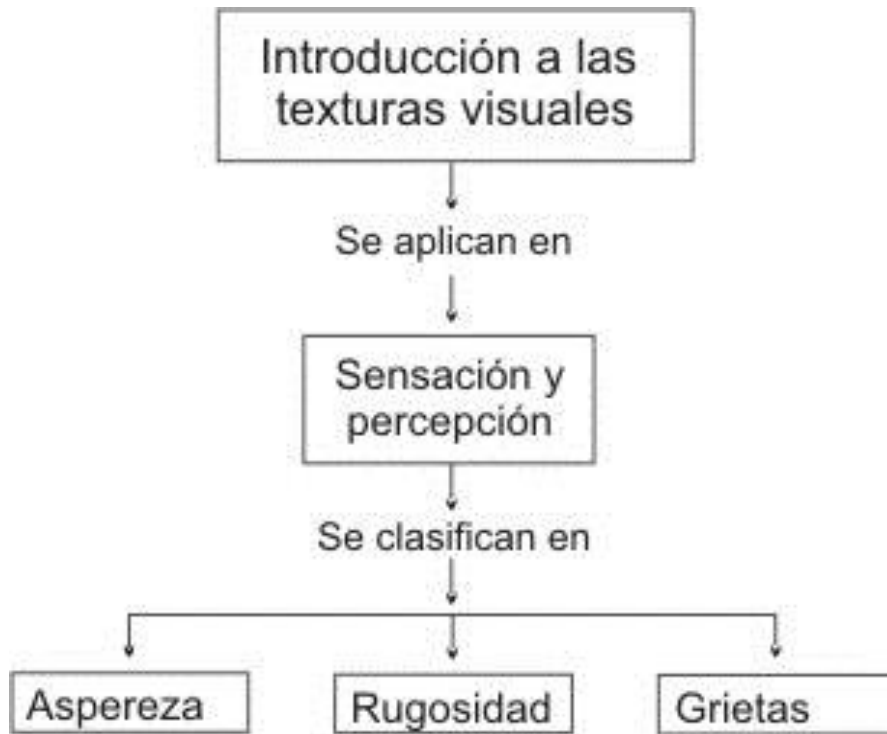 Introducción a las
texturas visuales
Se aplican en
Sensación y
percepción
Se clasifican en
Aspereza
Rugosidad
Grietas